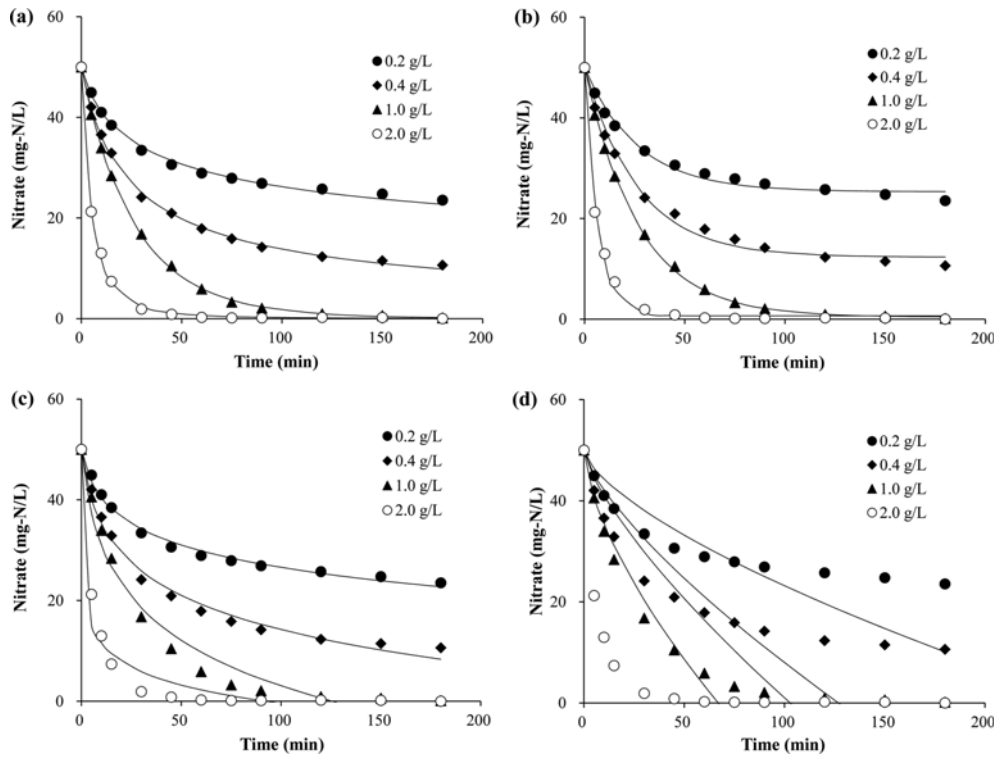 (a)
60
40
20
0
Nitrate (mg-N/L)
0.2 g/L
0.4 g/L
1.0 g/L
2.0 g/L
0 50 100 150 200
Time (min)
(b)
60
40
20
0
Nitrate (mg-N/L)
0.2 g/L
0.4 g/L
1.0 g/L
2.0 g/L
0 50 100 150 200
Time (min)
(c)
60
40
20
0
Nitrate (mg-N/L)
0.2 g/L
0.4 g/L
1.0 g/L
2.0 g/L
0 50 100 150 200
Time (min)
(d)
60
40
20
0
Nitrate (mg-N/L)
0.2 g/L
0.4 g/L
1.0 g/L
2.0 g/L
0 50 100 150 200
Time (min)